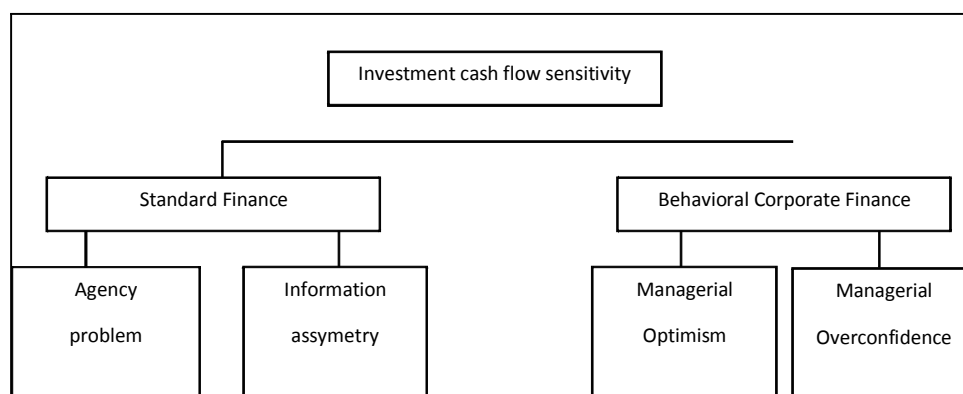 Investment cash flow sensitivity
Standard Finance
Behavioral Corporate Finance
Agency
problem
Information
assymetry
Managerial
Optimism
Managerial
Overconfidence